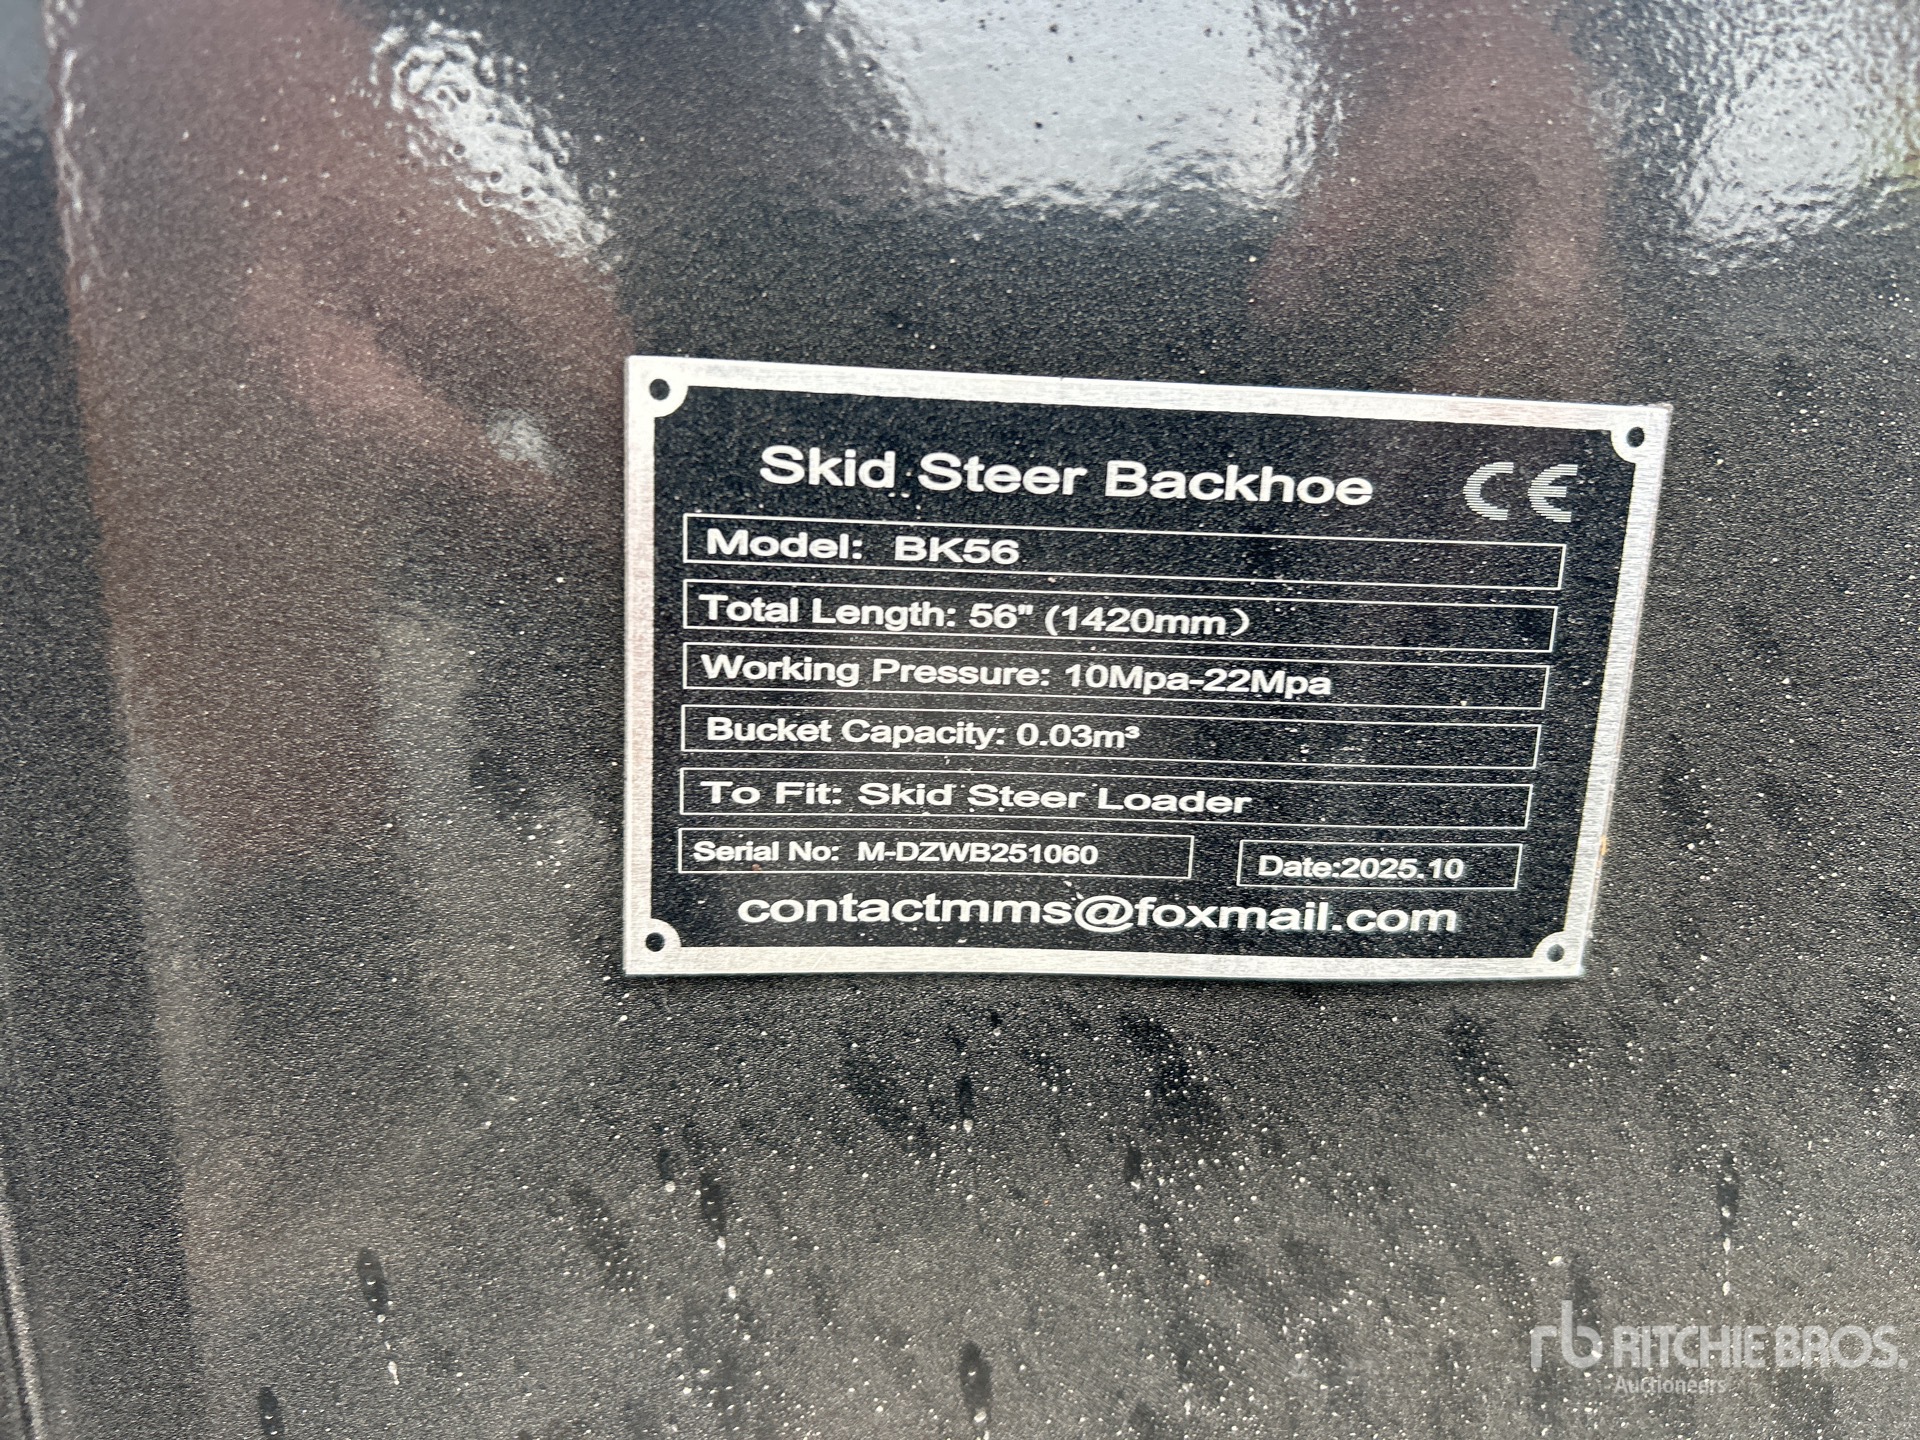 Skid Steer Backhoe CE
Model: BK56
Total Length: 56" (1420mm）
Working Pressure: 10Mpa-22Mpa
Bucket Capacity: 0.03m³
To Fit: Skid Steer Loader
Serial No: M-DZWB251060 Date:2025.10
contactmms@foxmail.com
rb RITCHIE BROS.
Auctioneers